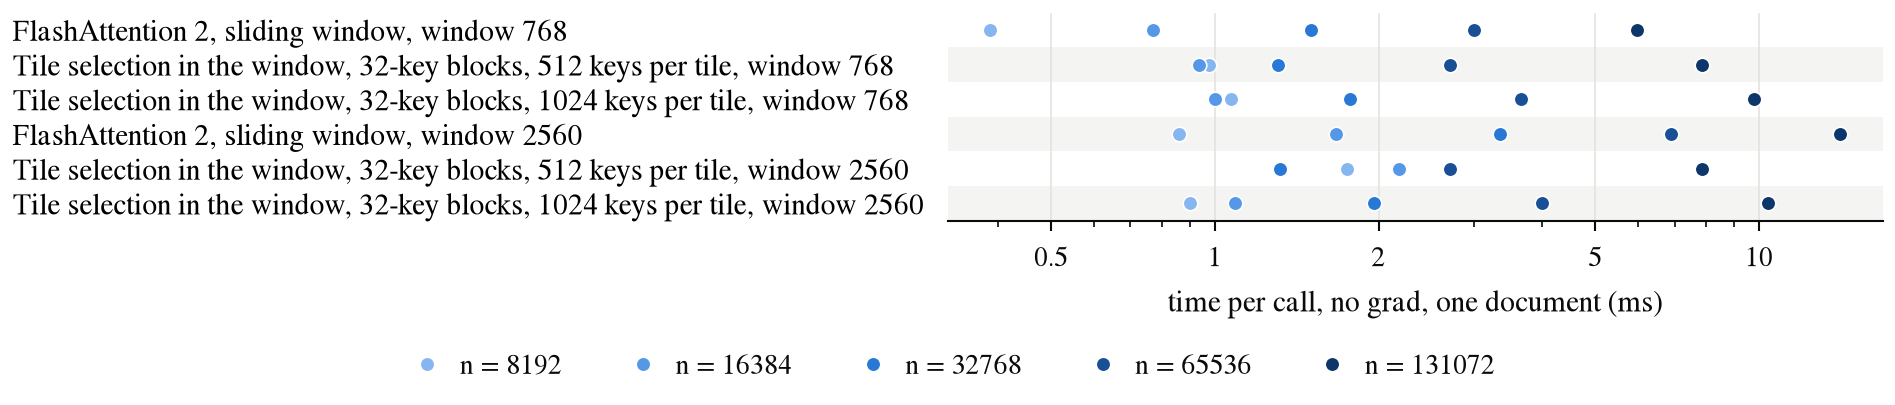 FlashAttention 2, sliding window, window 768
Tile selection in the window, 32-key blocks, 512 keys per tile, window 768
Tile selection in the window, 32-key blocks, 1024 keys per tile, window 768
FlashAttention 2, sliding window, window 2560
Tile selection in the window, 32-key blocks, 512 keys per tile, window 2560
Tile selection in the window, 32-key blocks, 1024 keys per tile, window 2560
0.5 1 2 5 10
time per call, no grad, one document (ms)
n = 8192 n = 16384 n = 32768 n = 65536 n = 131072